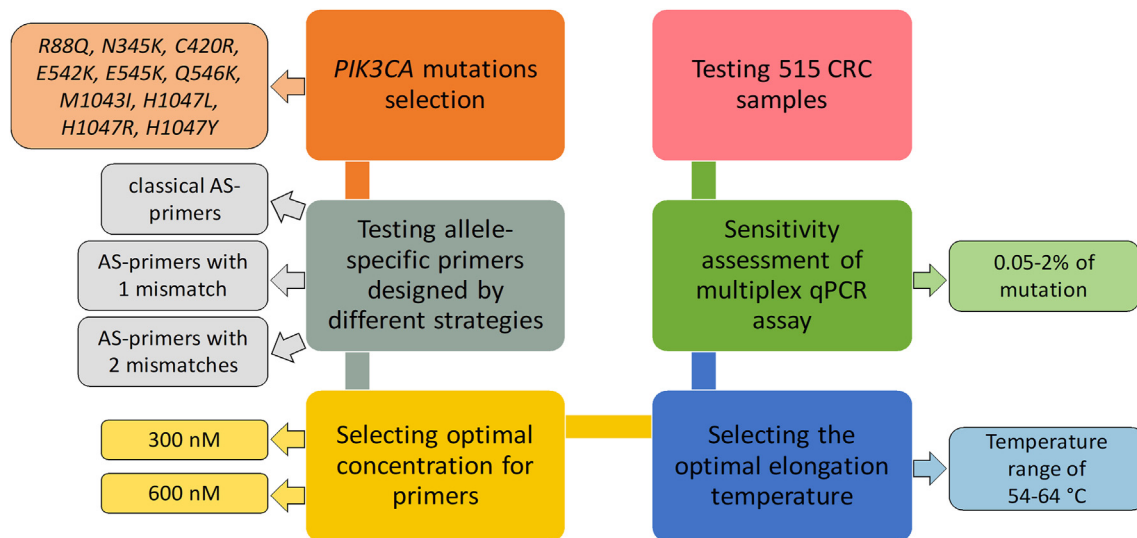 R88Q, N345K, C420R,
E542K, E545K, Q546K,
M1043I, H1047L,
H1047R, H1047Y
PIK3CA mutations
selection
classical AS-
primers
AS-primers with
1 mismatch
AS-primers with
2 mismatches
Testing allele-
specific primers
designed by
different strategies
300 nM
600 nM
Selecting optimal
concentration for
primers
Selecting the
optimal elongation
temperature
Temperature
range of
54-64 °C
Sensitivity
assessment of
multiplex qPCR
assay
0.05-2% of
mutation
Testing 515 CRC
samples